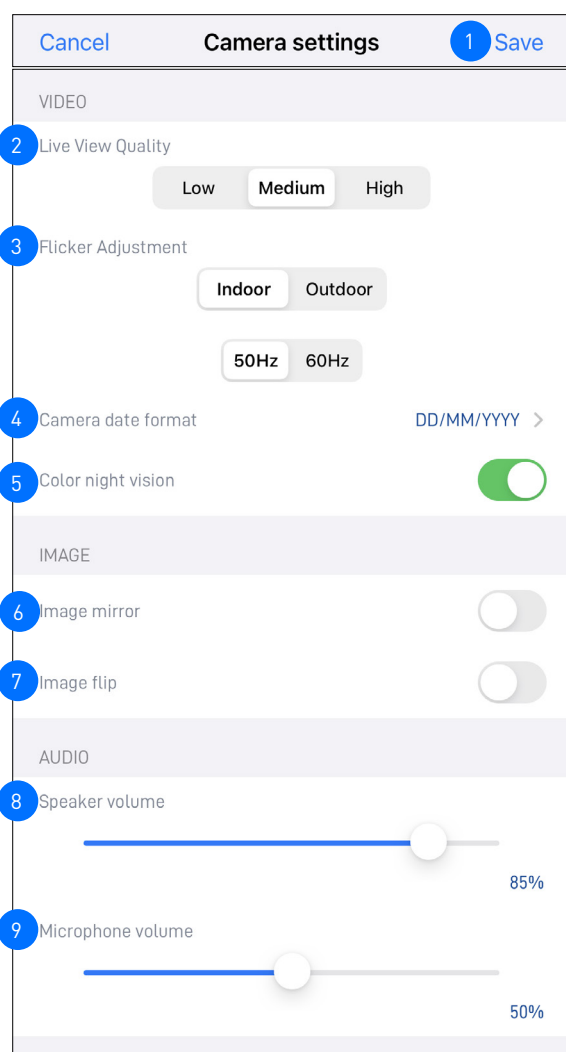 Cancel Camera settings 1 Save
VIDEO
2 Live View Quality
Low Medium High
3 Flicker Adjustment
Indoor Outdoor
50Hz 60Hz
4 Camera date format DD/MM/YYYY >
5 Color night vision
IMAGE
6 Image mirror
7 Image flip
AUDIO
8 Speaker volume
85%
9 Microphone volume
50%